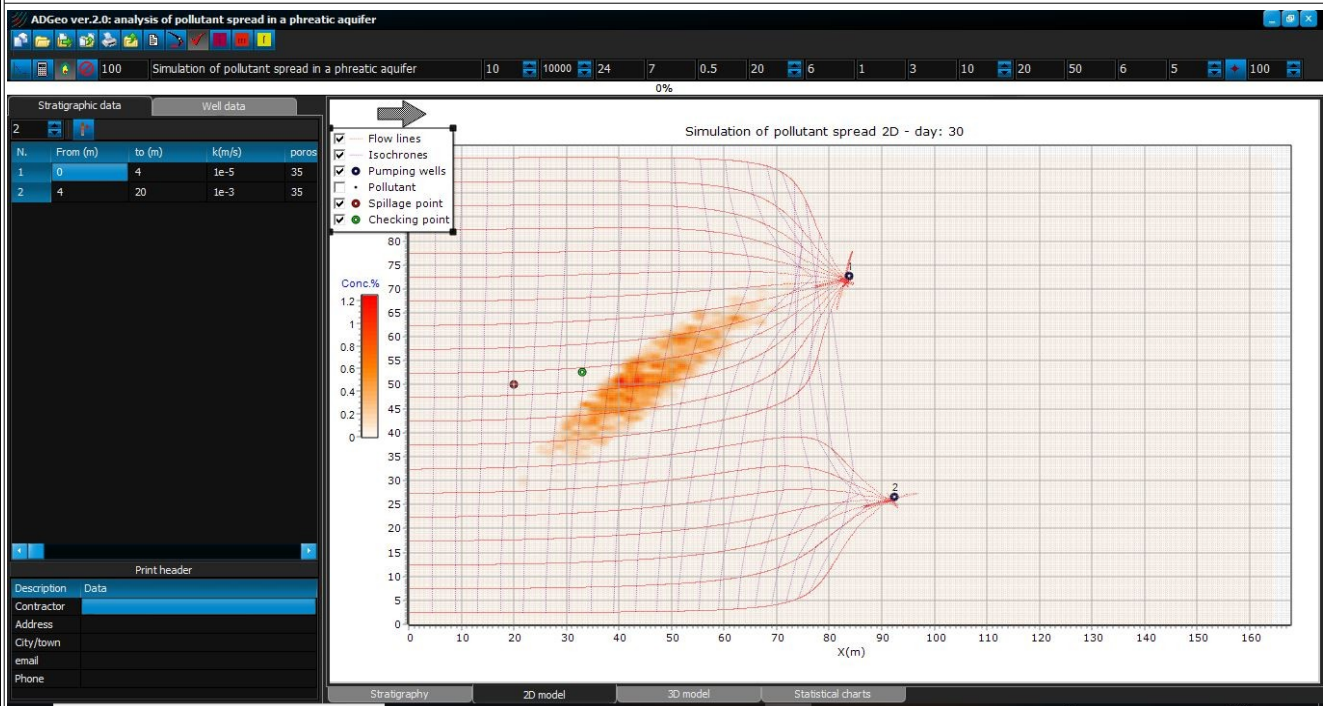 ADGeo ver.2.0: analysis of pollutant spread in a phreatic aquifer
100 Simulation of pollutant spread in a phreatic aquifer 10 10000 24 7 0.5 20 6 1 3 10 20 50 6 5 100
0%
Stratigraphic data Well data
2
N. From (m) to (m) k(m/s) poros
1 0 4 1e-5 35
2 4 20 1e-3 35
Print header
Description Data
Contractor
Address
City/town
email
Phone
Simulation of pollutant spread 2D - day: 30
Flow lines
Isochrones
Pumping wells
Pollutant
Spillage point
Checking point
Conc.%
1.2
1
0.8
0.6
0.4
0.2
0
80
75
70
65
60
55
50
45
40
35
30
25
20
15
10
5
0
1
2
0 10 20 30 40 50 60 70 80 90 100 110 120 130 140 150 160
X(m)
Stratigraphy 2D model 3D model Statistical charts